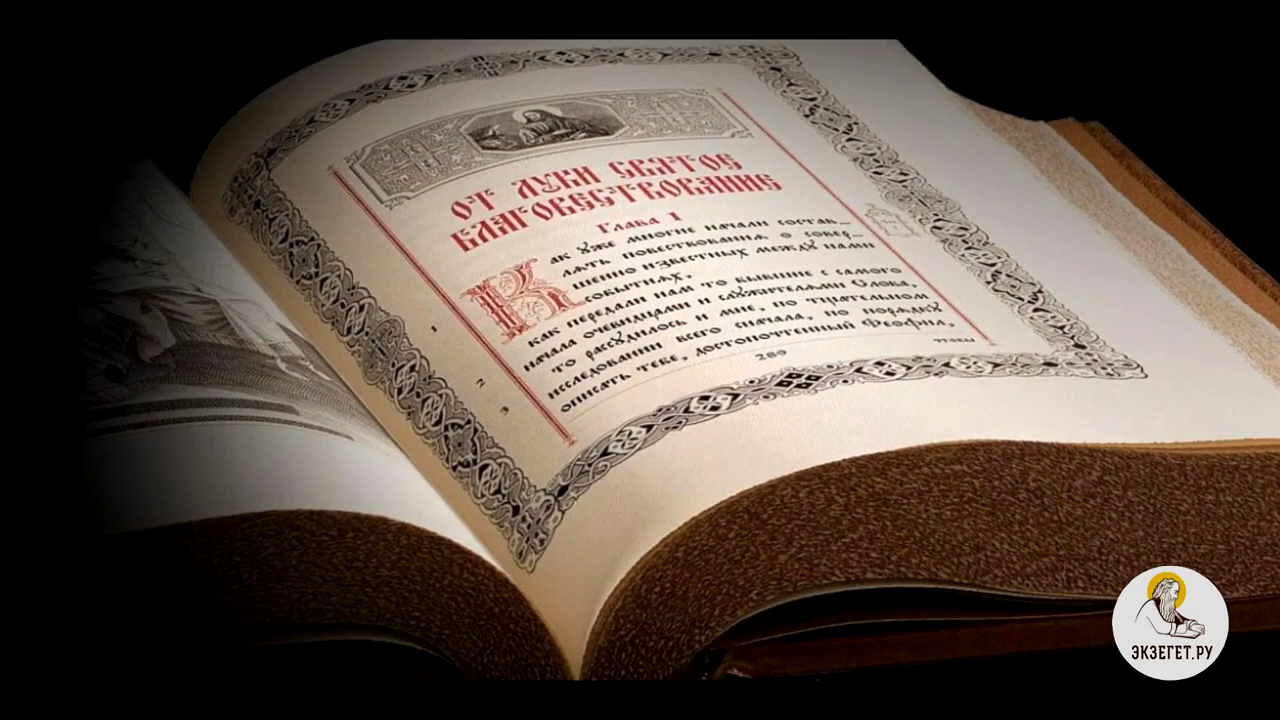 ОТ ЛУКИ СВЯТОЕ
БЛАГОВЕСТВОВАНИЕ
Глава 1
Как уже многие начали состав–
лять повествования о совер–
шенно известных между нами
событиях,
1
как передали нам то бывшие с самого
начала очевидцами и служителями Слова,
2
то рассудилось и мне, по тщательном
исследовании всего сначала, по порядку
3
описать тебе, достопочтенный Феофил,
чтобы
289
ЭКЗЕГЕТ.РУ